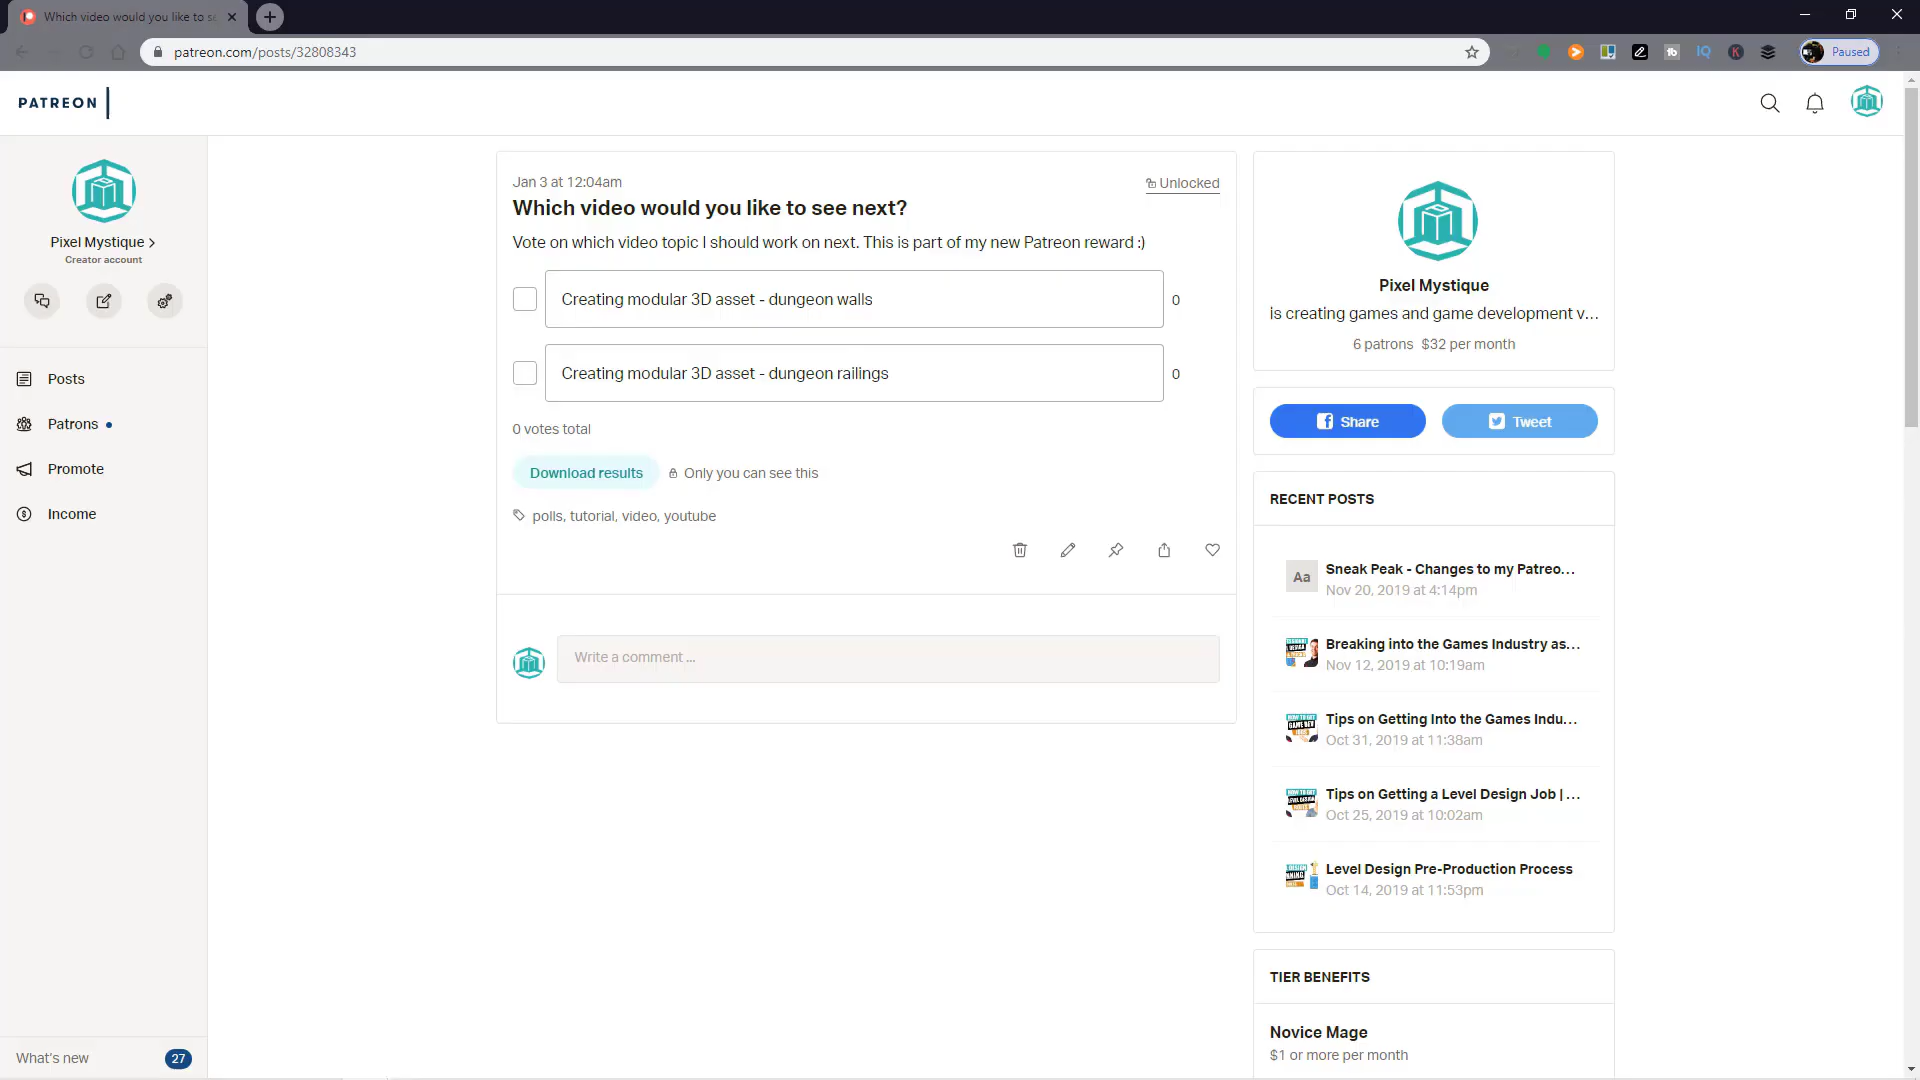 Which video would you like to se
patreon.com/posts/32808343
Paused
PATREON
Pixel Mystique
Creator account
Posts
Patrons
Promote
Income
What's new
27
Jan 3 at 12:04am
Unlocked
Which video would you like to see next?
Vote on which video topic I should work on next. This is part of my new Patreon reward :)
Creating modular 3D asset - dungeon walls
0
Creating modular 3D asset - dungeon railings
0
0 votes total
Download results
Only you can see this
polls, tutorial, video, youtube
Write a comment ...
Pixel Mystique
is creating games and game development v...
6 patrons $32 per month
Share
Tweet
RECENT POSTS
Aa
Sneak Peak - Changes to my Patreo...
Nov 20, 2019 at 4:14pm
Breaking into the Games Industry as...
Nov 12, 2019 at 10:19am
Tips on Getting Into the Games Indu...
Oct 31, 2019 at 11:38am
Tips on Getting a Level Design Job | ...
Oct 25, 2019 at 10:02am
Level Design Pre-Production Process
Oct 14, 2019 at 11:53pm
TIER BENEFITS
Novice Mage
$1 or more per month